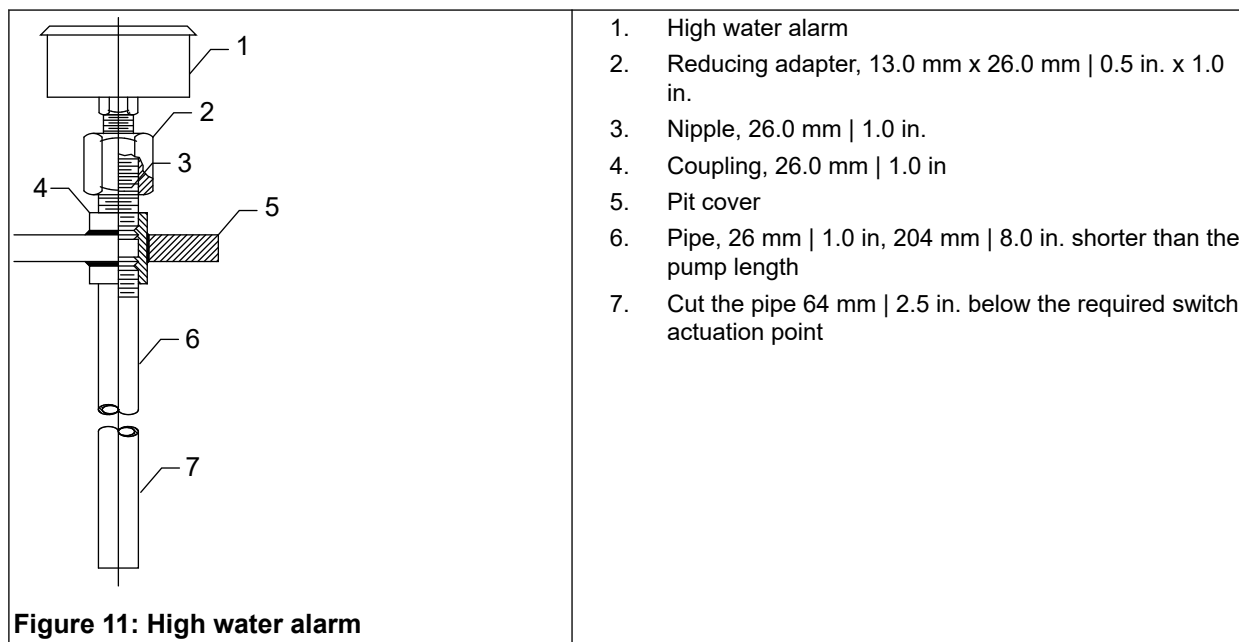 1
2
3
4
5
6
7
Figure 11: High water alarm
1. High water alarm
2. Reducing adapter, 13.0 mm x 26.0 mm | 0.5 in. x 1.0
in.
3. Nipple, 26.0 mm | 1.0 in.
4. Coupling, 26.0 mm | 1.0 in
5. Pit cover
6. Pipe, 26 mm | 1.0 in, 204 mm | 8.0 in. shorter than the
pump length
7. Cut the pipe 64 mm | 2.5 in. below the required switch
actuation point